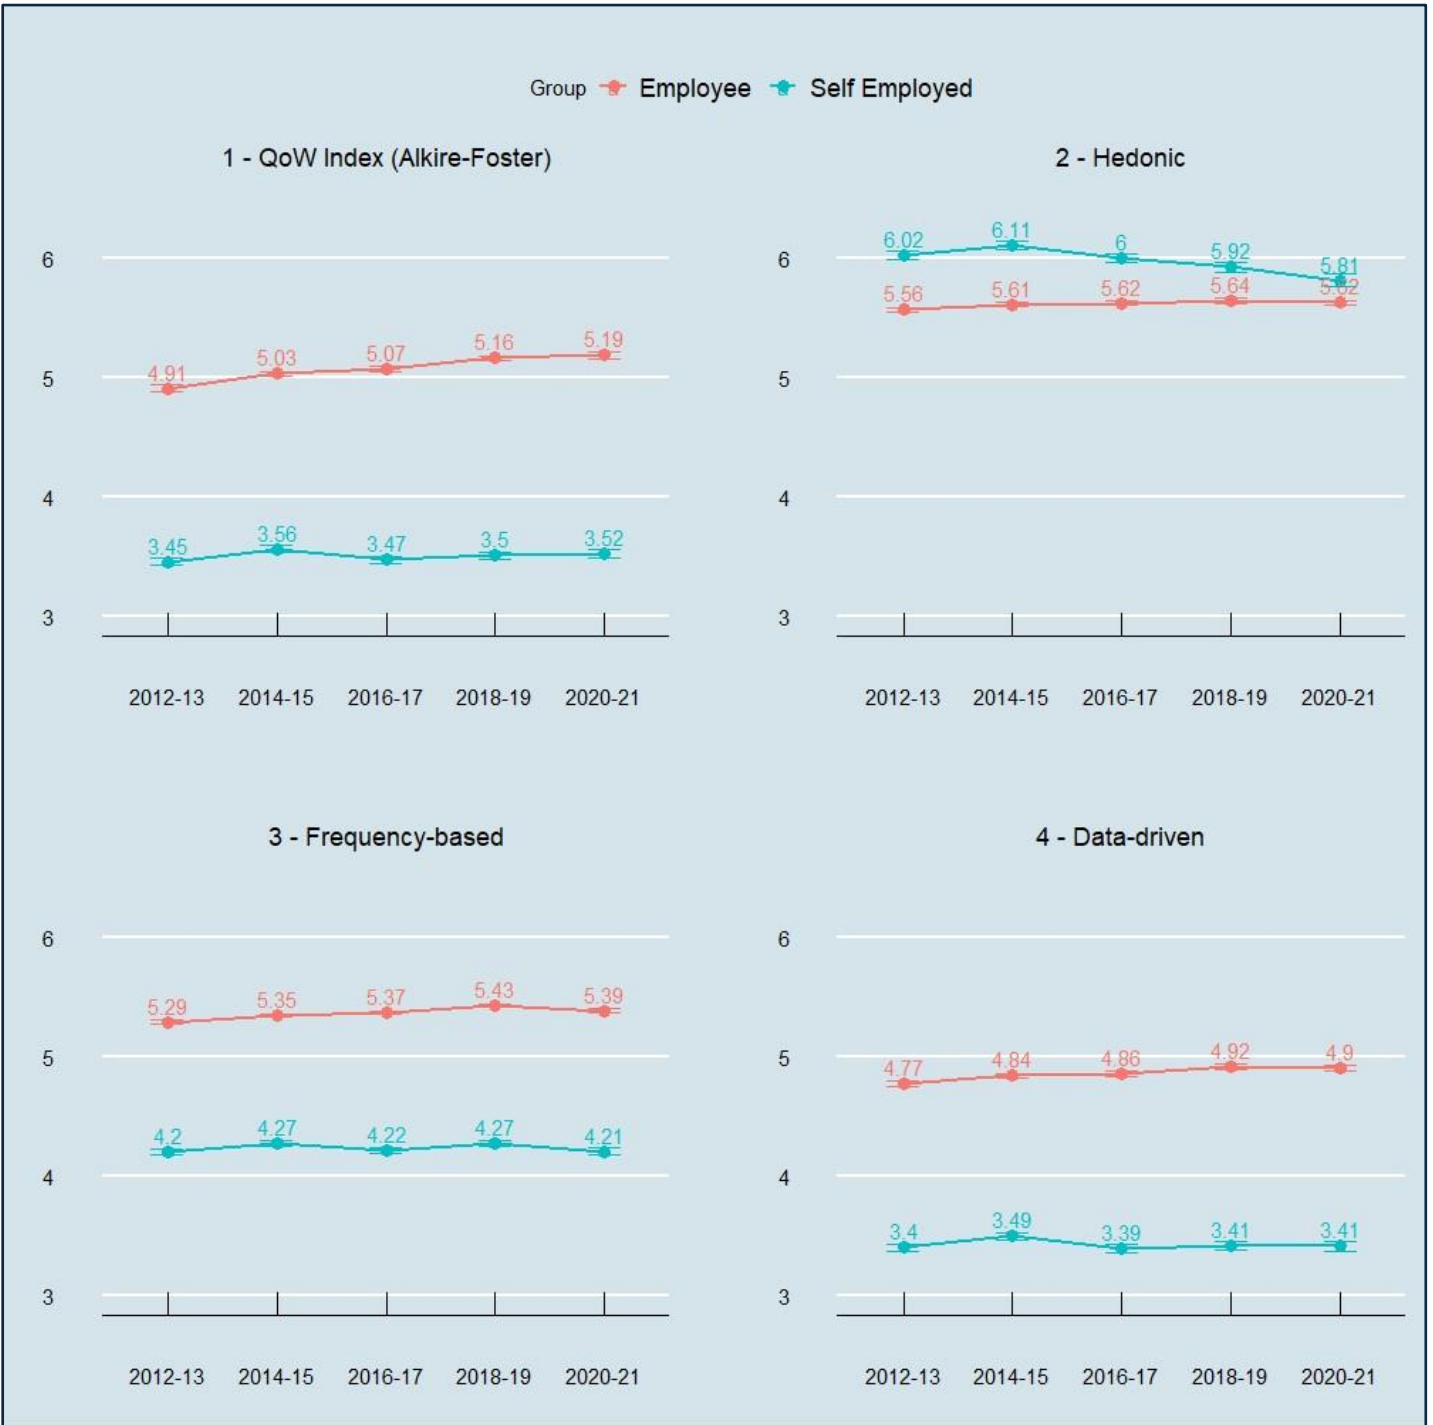 Group Employee Self Employed
1 - QoW Index (Alkire-Foster)
6
5
4
3
4.91 5.03 5.07 5.16 5.19
3.45 3.56 3.47 3.5 3.52
2012-13 2014-15 2016-17 2018-19 2020-21
2 - Hedonic
6
5
4
3
6.02 6.11 6 5.92 5.81
5.56 5.61 5.62 5.64 5.62
2012-13 2014-15 2016-17 2018-19 2020-21
3 - Frequency-based
6
5
4
3
5.29 5.35 5.37 5.43 5.39
4.2 4.27 4.22 4.27 4.21
2012-13 2014-15 2016-17 2018-19 2020-21
4 - Data-driven
6
5
4
3
4.77 4.84 4.86 4.92 4.9
3.4 3.49 3.39 3.41 3.41
2012-13 2014-15 2016-17 2018-19 2020-21